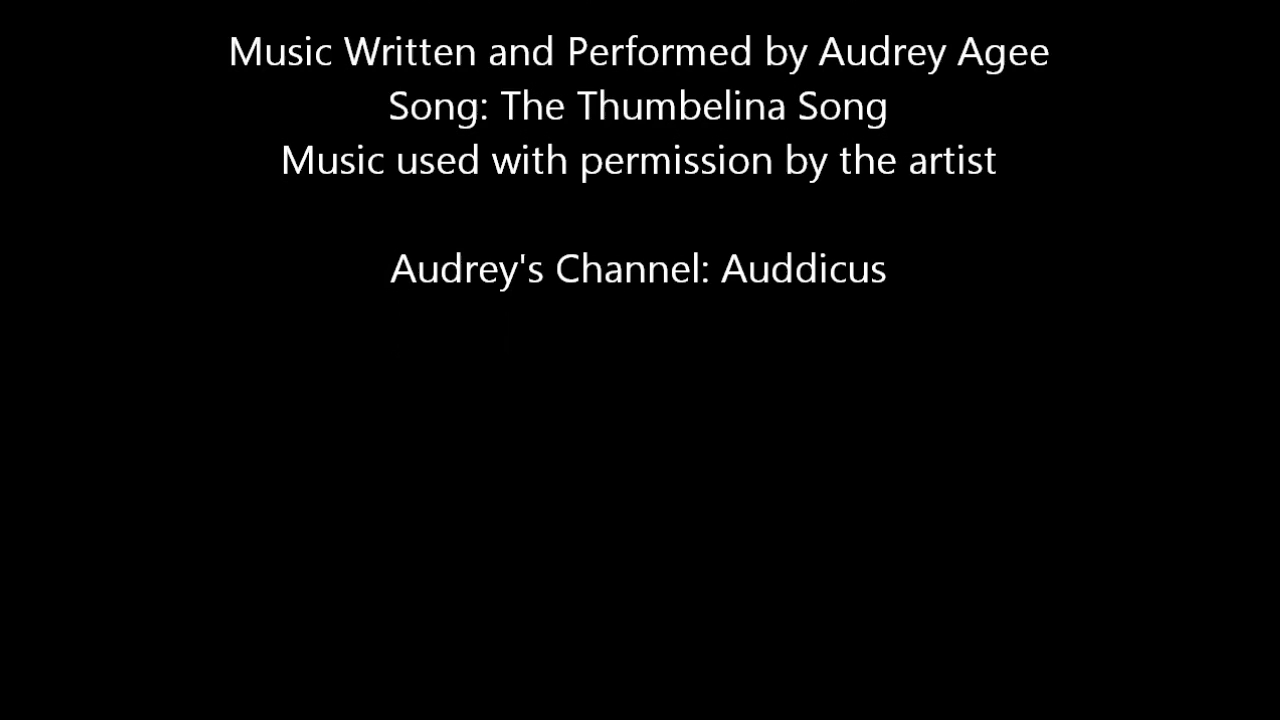 Music Written and Performed by Audrey Agee
Song: The Thumbelina Song
Music used with permission by the artist
Audrey's Channel: Auddicus